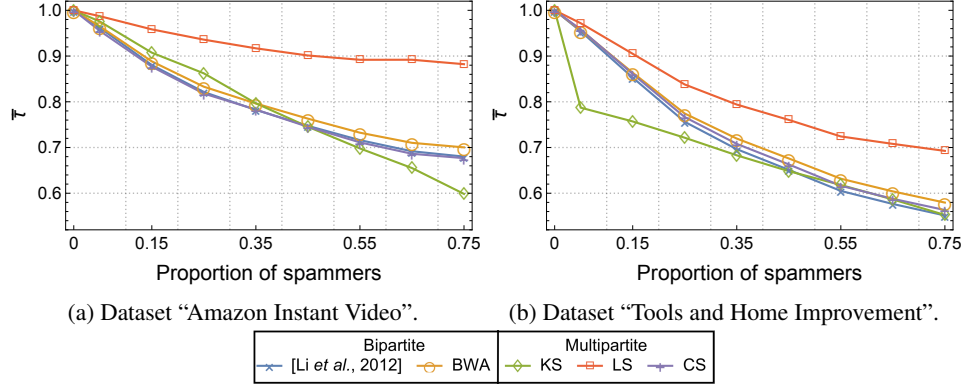 1.0
0.9
0.8
0.7
0.6
τ̅
0 0.15 0.35 0.55 0.75
Proportion of spammers
(a) Dataset “Amazon Instant Video”.
1.0
0.9
0.8
0.7
0.6
τ̅
0 0.15 0.35 0.55 0.75
Proportion of spammers
(b) Dataset “Tools and Home Improvement”.
Bipartite Multipartite
[Li et al., 2012] BWA KS LS CS